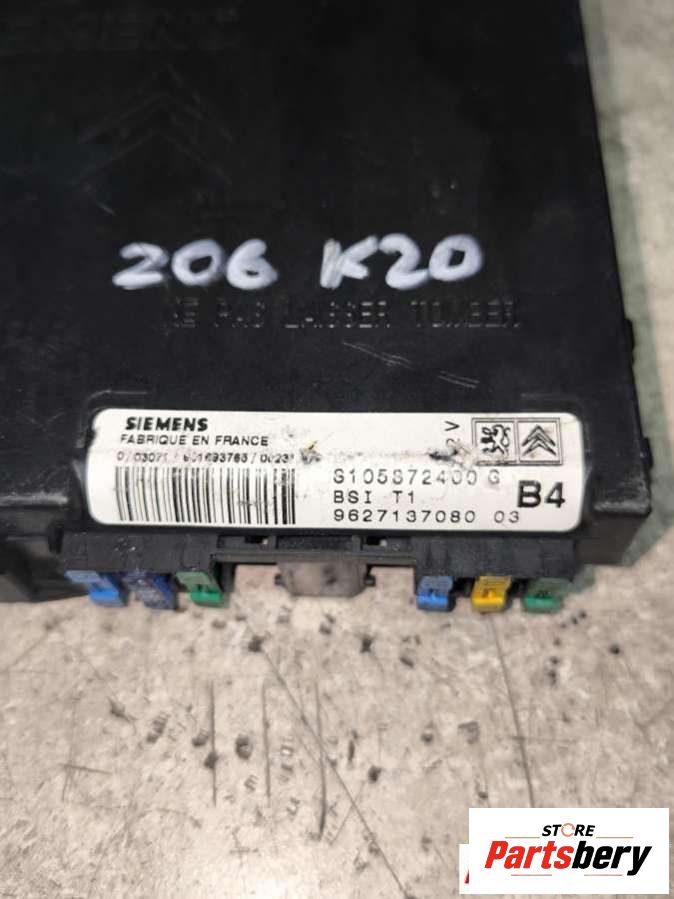 206 K20
NE PAS LAISSER TOMBER
SIEMENS
FABRIQUE EN FRANCE
S105872400 G
BSI T1
9627137080 03
B4
STORE
Partsbery